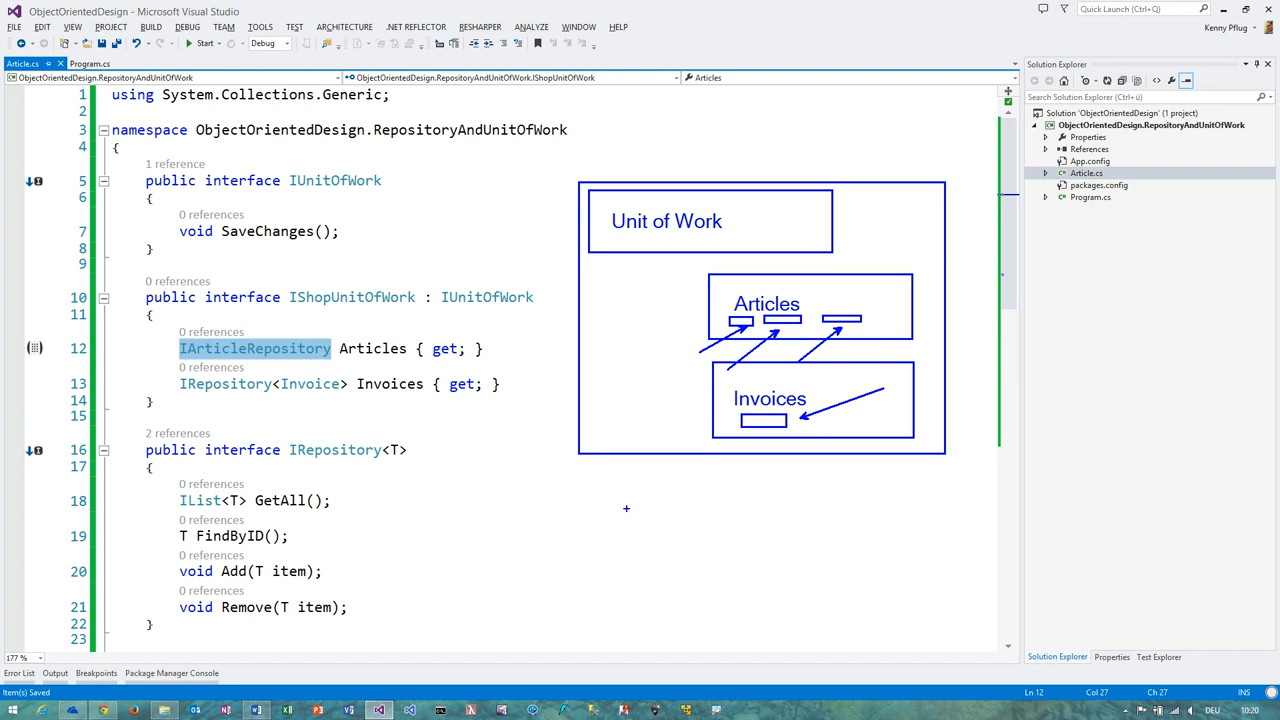 ObjectOrientedDesign - Microsoft Visual Studio
Quick Launch (Ctrl+Ü)
FILE EDIT VIEW PROJECT BUILD DEBUG TEAM TOOLS TEST ARCHITECTURE .NET REFLECTOR RESHARPER ANALYZE WINDOW HELP
Kenny Pflug
Start Debug
Article.cs Program.cs
ObjectOrientedDesign.RepositoryAndUnitOfWork ObjectOrientedDesign.RepositoryAndUnitOfWork.IShopUnitOfWork Articles
1 using System.Collections.Generic;
2
3 namespace ObjectOrientedDesign.RepositoryAndUnitOfWork
4 {
1 reference
5 public interface IUnitOfWork
6 {
0 references
7 void SaveChanges();
8 }
9
0 references
10 public interface IShopUnitOfWork : IUnitOfWork
11 {
0 references
12 IArticleRepository Articles { get; }
0 references
13 IRepository<Invoice> Invoices { get; }
14 }
15
2 references
16 public interface IRepository<T>
17 {
0 references
18 IList<T> GetAll();
0 references
19 T FindByID();
0 references
20 void Add(T item);
0 references
21 void Remove(T item);
22 }
23
Unit of Work
Articles
Invoices
Solution Explorer
Search Solution Explorer (Ctrl+ü)
Solution 'ObjectOrientedDesign' (1 project)
ObjectOrientedDesign.RepositoryAndUnitOfWork
Properties
References
App.config
Article.cs
packages.config
Program.cs
177 %
Solution Explorer Properties Test Explorer
Error List Output Breakpoints Package Manager Console
Item(s) Saved Ln 12 Col 27 Ch 27 INS
DEU 10:20